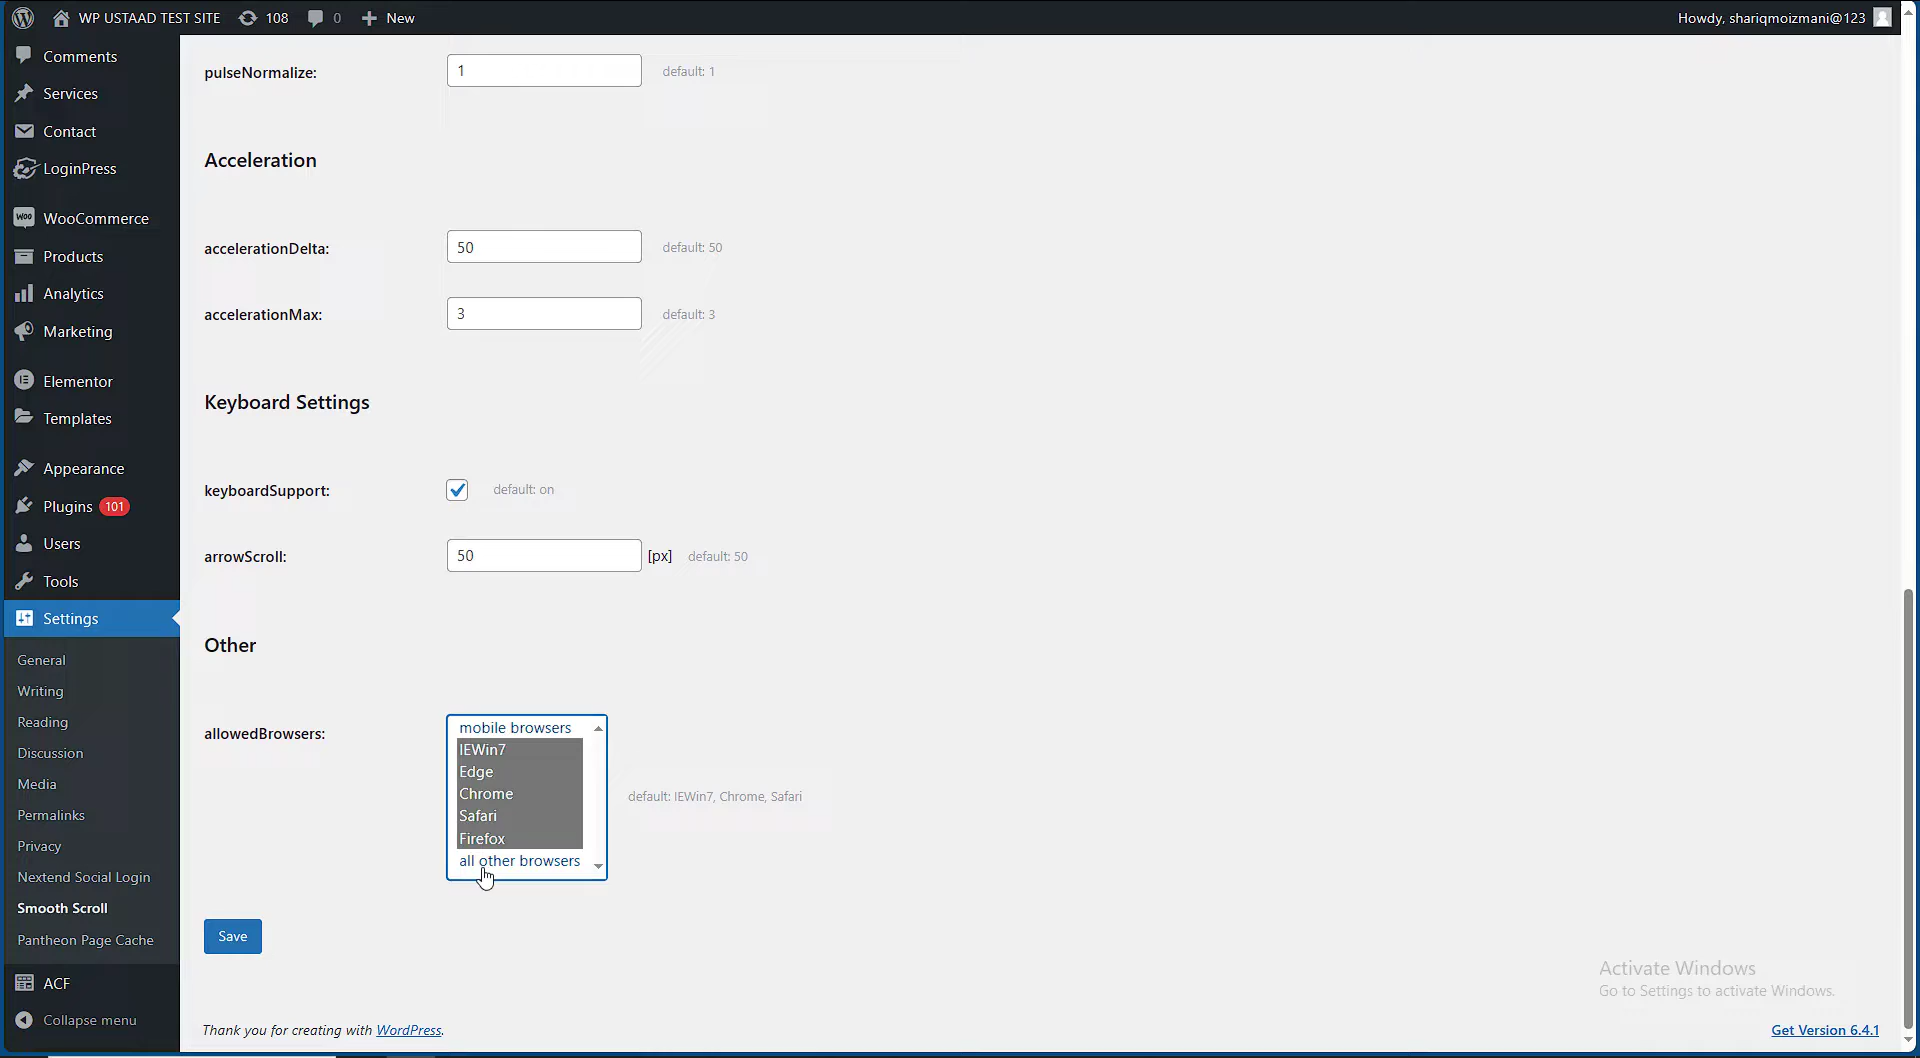 WP USTAAD TEST SITE 108 0 New Howdy, shariqmoizmani@123
Comments
Services
Contact
LoginPress
WooCommerce
Products
Analytics
Marketing
Elementor
Templates
Appearance
Plugins 101
Users
Tools
Settings
General
Writing
Reading
Discussion
Media
Permalinks
Privacy
Nextend Social Login
Smooth Scroll
Pantheon Page Cache
ACF
Collapse menu
pulseNormalize: 1 default: 1
Acceleration
accelerationDelta: 50 default: 50
accelerationMax: 3 default: 3
Keyboard Settings
keyboardSupport: default: on
arrowScroll: 50 [px] default: 50
Other
allowedBrowsers:
mobile browsers
IEWin7
Edge
Chrome
Safari
Firefox
all other browsers
default: IEWin7, Chrome, Safari
Save
Activate Windows
Go to Settings to activate Windows.
Thank you for creating with WordPress. Get Version 6.4.1